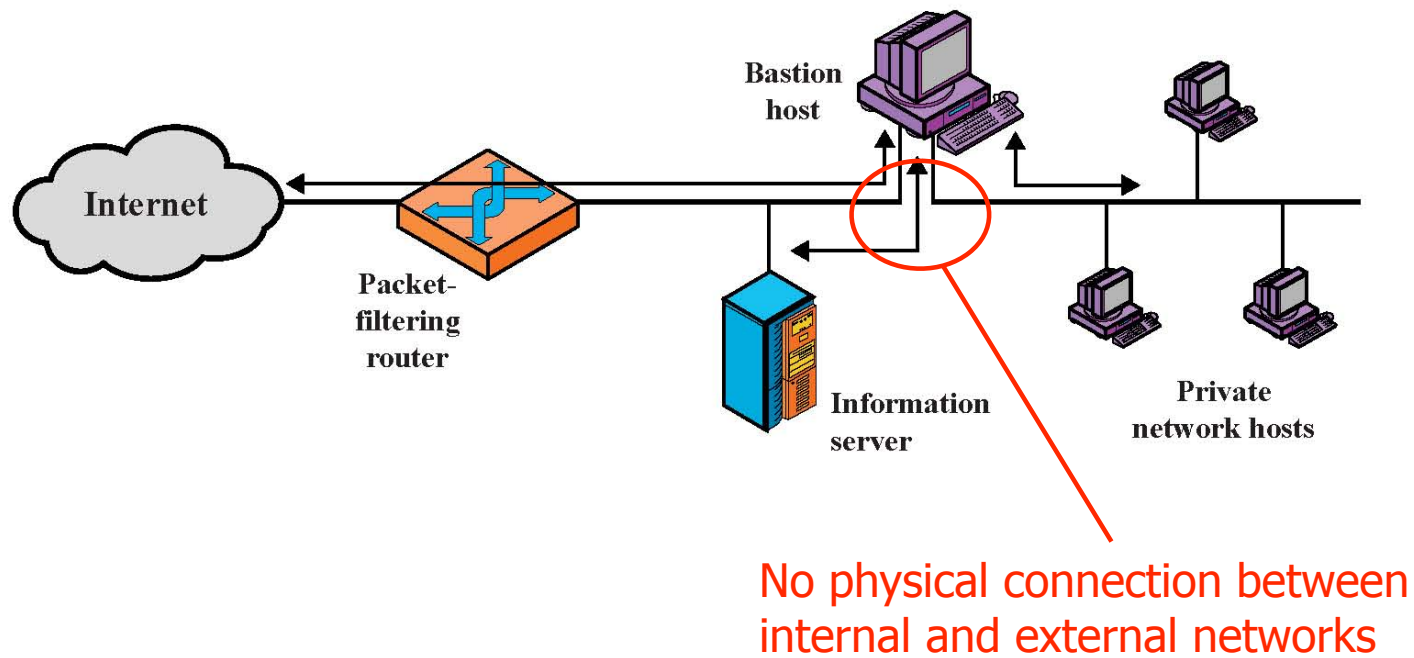 Bastion
host
Internet
Packet-
filtering
router
Information
server
Private
network hosts
No physical connection between
internal and external networks